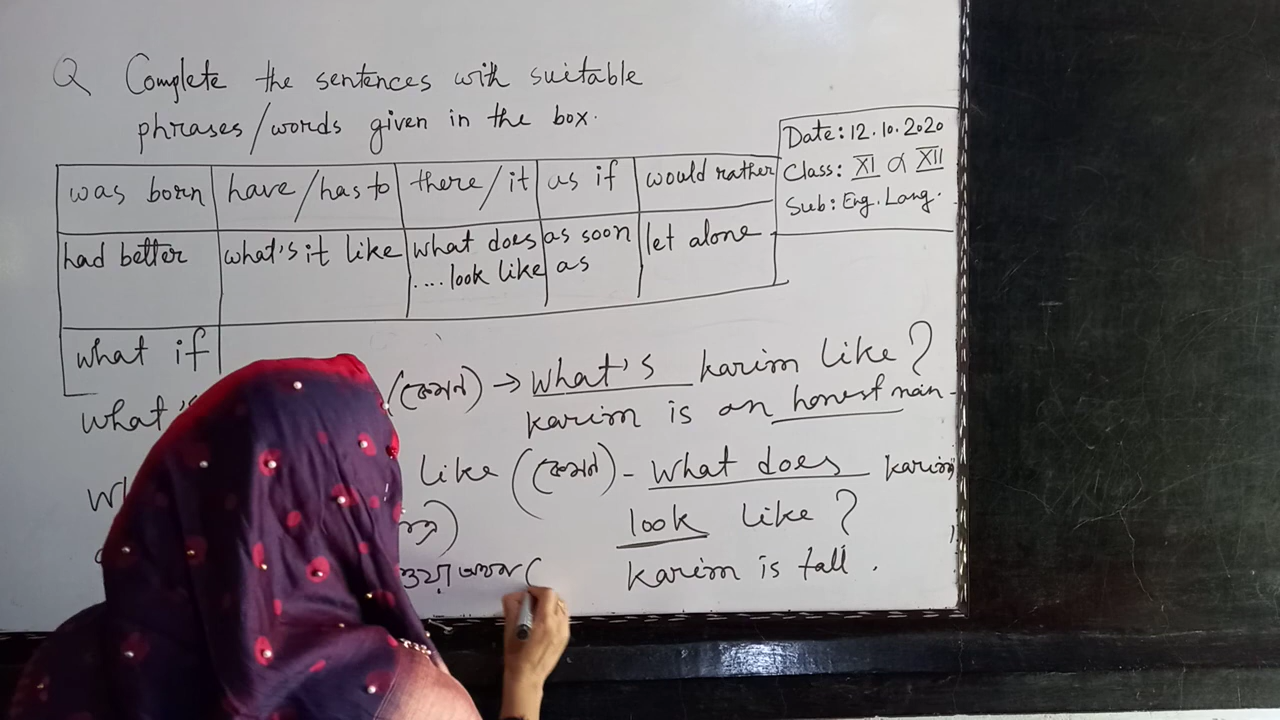 Q Complete the sentences with suitable
phrases/words given in the box.
Date: 12.10.2020
Class: XI & XII
Sub: Eng. Lang.
was born have/has to there/it as if would rather
had better what's it like what does ....look like as soon as let alone
what if
what's (কেমন) → what's karim like?
karim is an honest man.
like (কেমন) - what does karim
look like?
karim is tall.